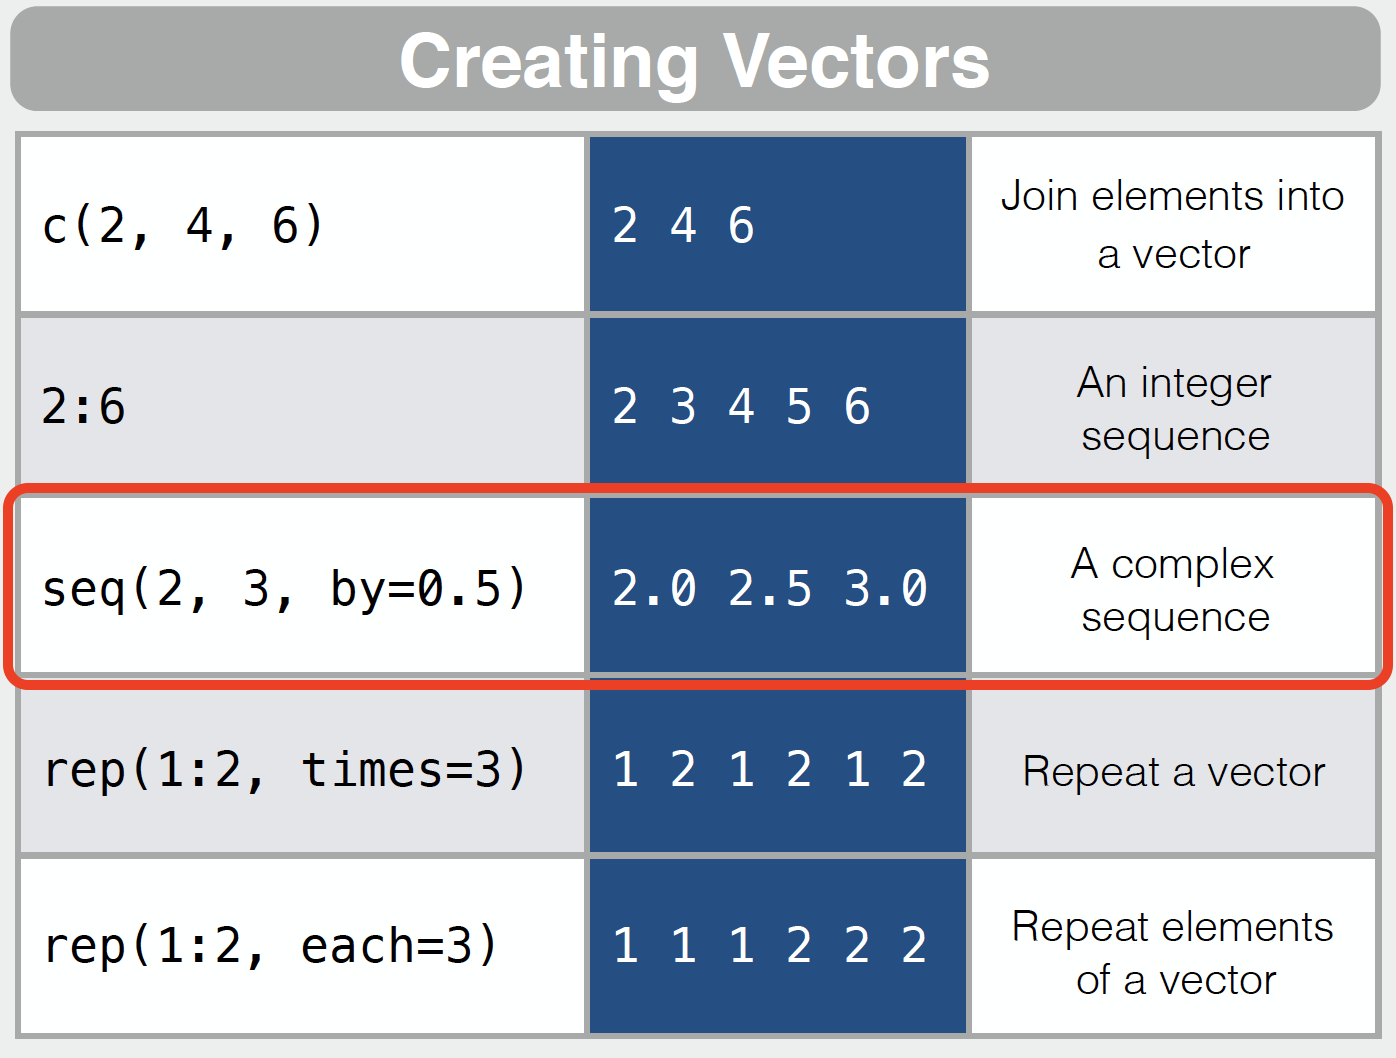 Creating Vectors
c(2, 4, 6)
2 4 6
Join elements into
a vector
2:6
2 3 4 5 6
An integer
sequence
seq(2, 3, by=0.5)
2.0 2.5 3.0
A complex
sequence
rep(1:2, times=3)
1 2 1 2 1 2
Repeat a vector
rep(1:2, each=3)
1 1 1 2 2 2
Repeat elements
of a vector